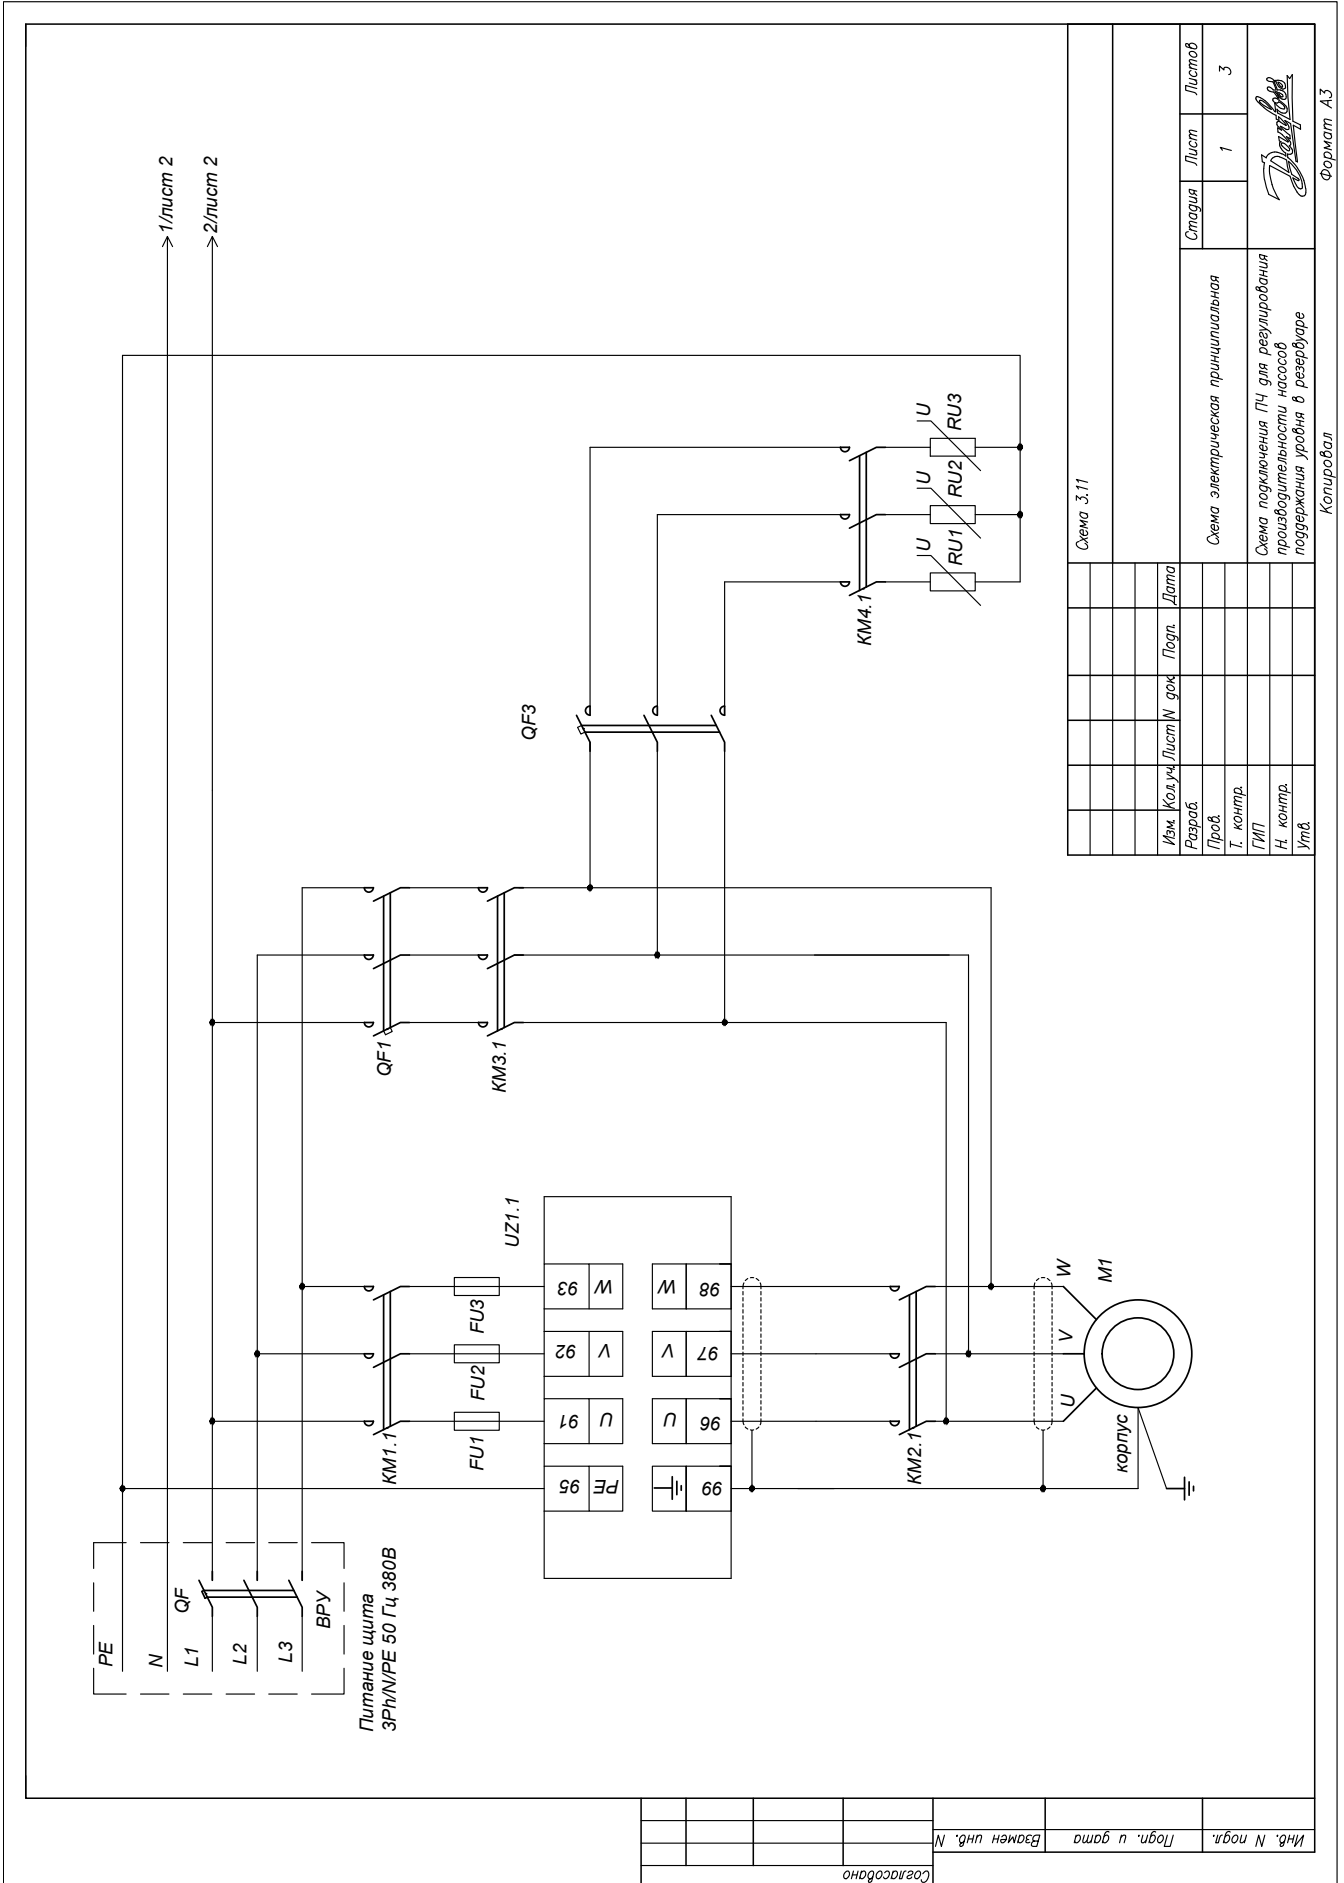 PE
N
L1
L2
L3
QF
ВРУ
Питание щита
3Ph/N/PE 50 Гц 380В
1/лист 2
2/лист 2
KM1.1
FU1
FU2
FU3
UZ1.1
95
91
92
93
PE
U
V
W
U
V
W
99
96
97
98
KM2.1
U
V
W
M1
корпус
QF1
KM3.1
QF3
KM4.1
U
U
U
RU1
RU2
RU3
Схема 3.11
Изм.
Кол.уч.
Лист
N док.
Подп.
Дата
Разраб.
Пров.
Т. контр.
ГИП
Н. контр.
Утв.
Схема электрическая принципиальная
Стадия
Лист
Листов
1
3
Схема подключения ПЧ для регулирования
производительности насосов
поддержания уровня в резервуаре
Danfoss
Копировал
Формат А3
Согласовано
Взамен инв. N
Подп. и дата
Инв. N подл.